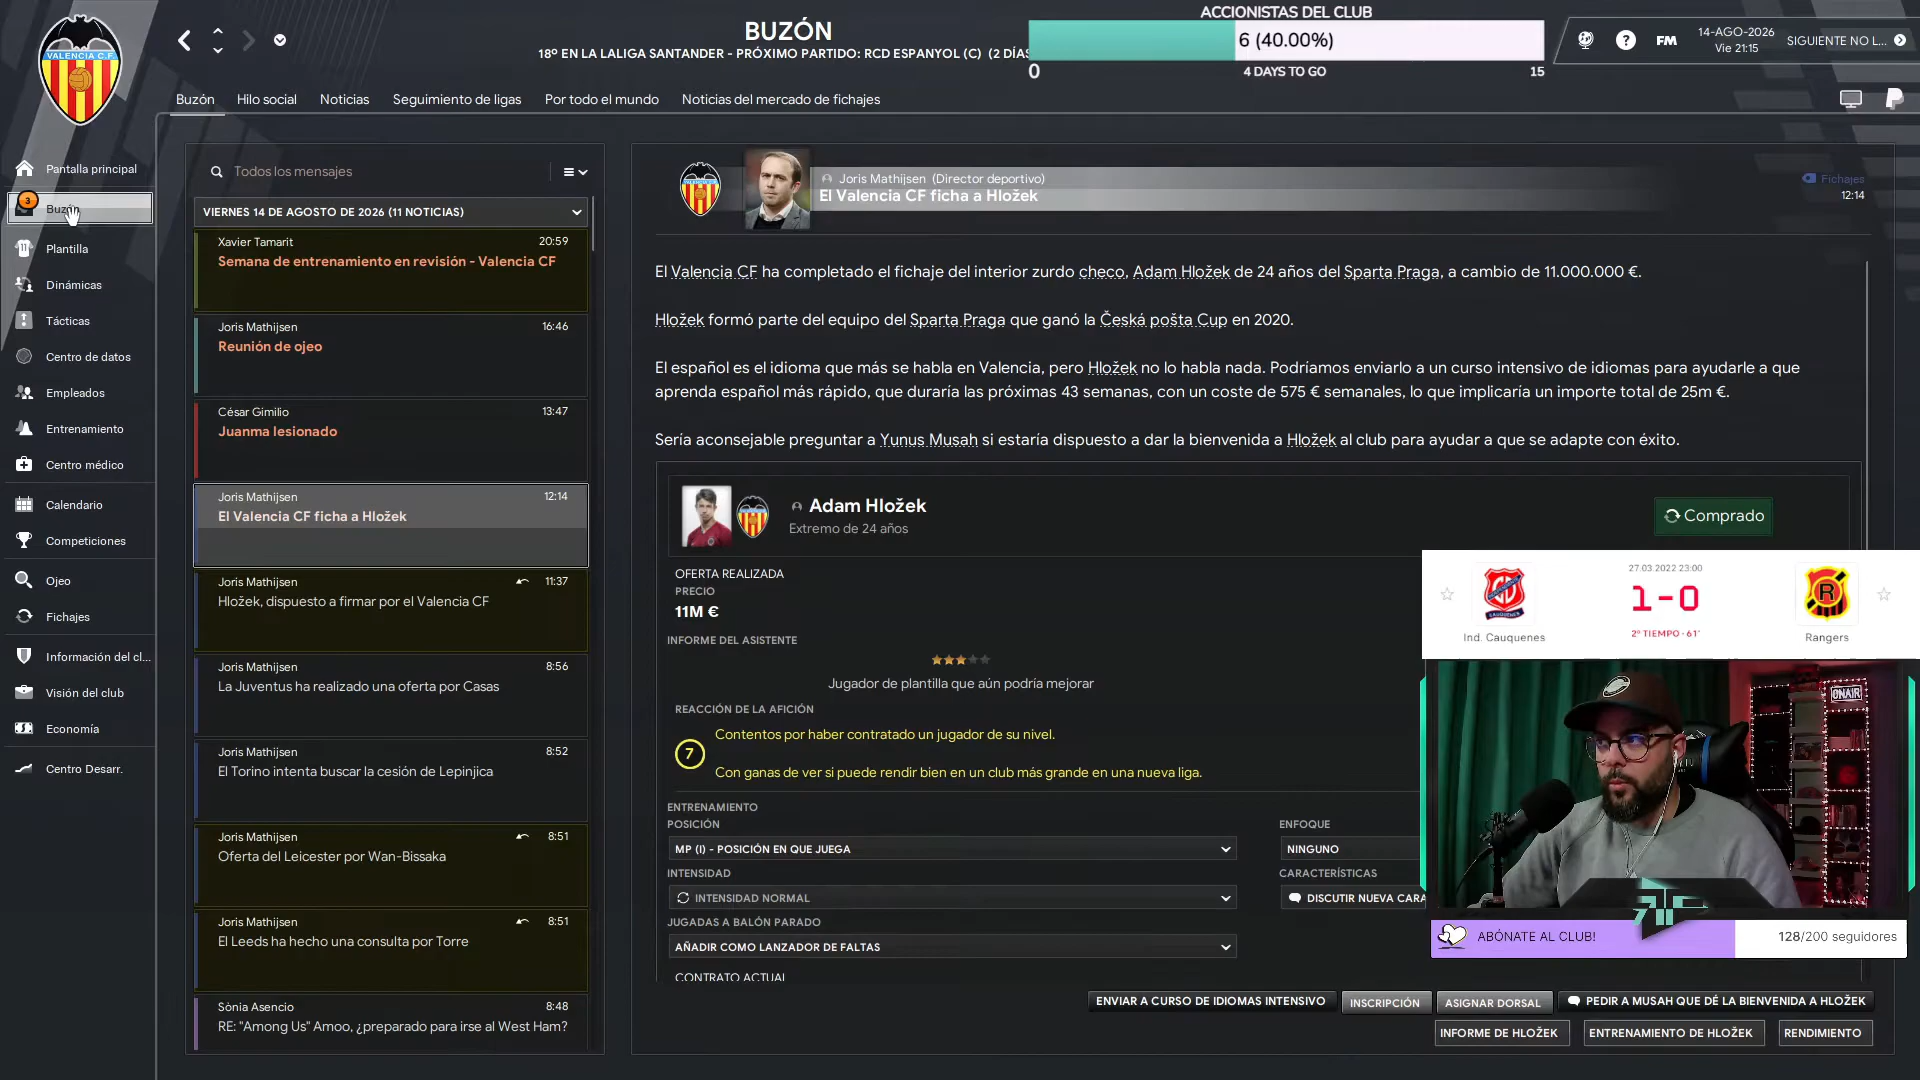 BUZÓN
18º EN LA LALIGA SANTANDER - PRÓXIMO PARTIDO: RCD ESPANYOL (C) (2 DÍAS
ACCIONISTAS DEL CLUB
6 (40.00%)
0
4 DAYS TO GO
15
FM
14-AGO-2026
Vie 21:15
SIGUIENTE NO L...
VALENCIA C.F.
Buzón
Hilo social
Noticias
Seguimiento de ligas
Por todo el mundo
Noticias del mercado de fichajes
Pantalla principal
3
Buzón
Plantilla
Dinámicas
Tácticas
Centro de datos
Empleados
Entrenamiento
Centro médico
Calendario
Competiciones
Ojeo
Fichajes
Información del cl...
Visión del club
Economía
Centro Desarr.
Todos los mensajes
VIERNES 14 DE AGOSTO DE 2026 (11 NOTICIAS)
Xavier Tamarit 20:59
Semana de entrenamiento en revisión - Valencia CF
Joris Mathijsen 16:46
Reunión de ojeo
César Gimilio 13:47
Juanma lesionado
Joris Mathijsen 12:14
El Valencia CF ficha a Hložek
Joris Mathijsen 11:37
Hložek, dispuesto a firmar por el Valencia CF
Joris Mathijsen 8:56
La Juventus ha realizado una oferta por Casas
Joris Mathijsen 8:52
El Torino intenta buscar la cesión de Lepinjica
Joris Mathijsen 8:51
Oferta del Leicester por Wan-Bissaka
Joris Mathijsen 8:51
El Leeds ha hecho una consulta por Torre
Sònia Asencio 8:48
RE: "Among Us" Amoo, ¿preparado para irse al West Ham?
Joris Mathijsen (Director deportivo)
El Valencia CF ficha a Hložek
Fichajes
12:14
El Valencia CF ha completado el fichaje del interior zurdo checo, Adam Hložek de 24 años del Sparta Praga, a cambio de 11.000.000 €.
Hložek formó parte del equipo del Sparta Praga que ganó la Česká pošta Cup en 2020.
El español es el idioma que más se habla en Valencia, pero Hložek no lo habla nada. Podriamos enviarlo a un curso intensivo de idiomas para ayudarle a que
aprenda español más rápido, que duraría las próximas 43 semanas, con un coste de 575 € semanales, lo que implicaría un importe total de 25m €.
Sería aconsejable preguntar a Yunus Musah si estaría dispuesto a dar la bienvenida a Hložek al club para ayudar a que se adapte con éxito.
Adam Hložek
Extremo de 24 años
Comprado
OFERTA REALIZADA
PRECIO
11M €
INFORME DEL ASISTENTE
Jugador de plantilla que aún podría mejorar
REACCIÓN DE LA AFICIÓN
7
Contentos por haber contratado un jugador de su nivel.
Con ganas de ver si puede rendir bien en un club más grande en una nueva liga.
ENTRENAMIENTO
POSICIÓN
MP (I) - POSICIÓN EN QUE JUEGA
ENFOQUE
NINGUNO
INTENSIDAD
INTENSIDAD NORMAL
CARACTERÍSTICAS
DISCUTIR NUEVA CARA
JUGADAS A BALÓN PARADO
AÑADIR COMO LANZADOR DE FALTAS
CONTRATO ACTUAL
27.03.2022 23:00
1-0
2º TIEMPO · 61'
CAUQUENES
Ind. Cauquenes
R
Rangers
ON AIR
ABÓNATE AL CLUB!
128/200 seguidores
ENVIAR A CURSO DE IDIOMAS INTENSIVO
INSCRIPCIÓN
ASIGNAR DORSAL
PEDIR A MUSAH QUE DÉ LA BIENVENIDA A HLOŽEK
INFORME DE HLOŽEK
ENTRENAMIENTO DE HLOŽEK
RENDIMIENTO